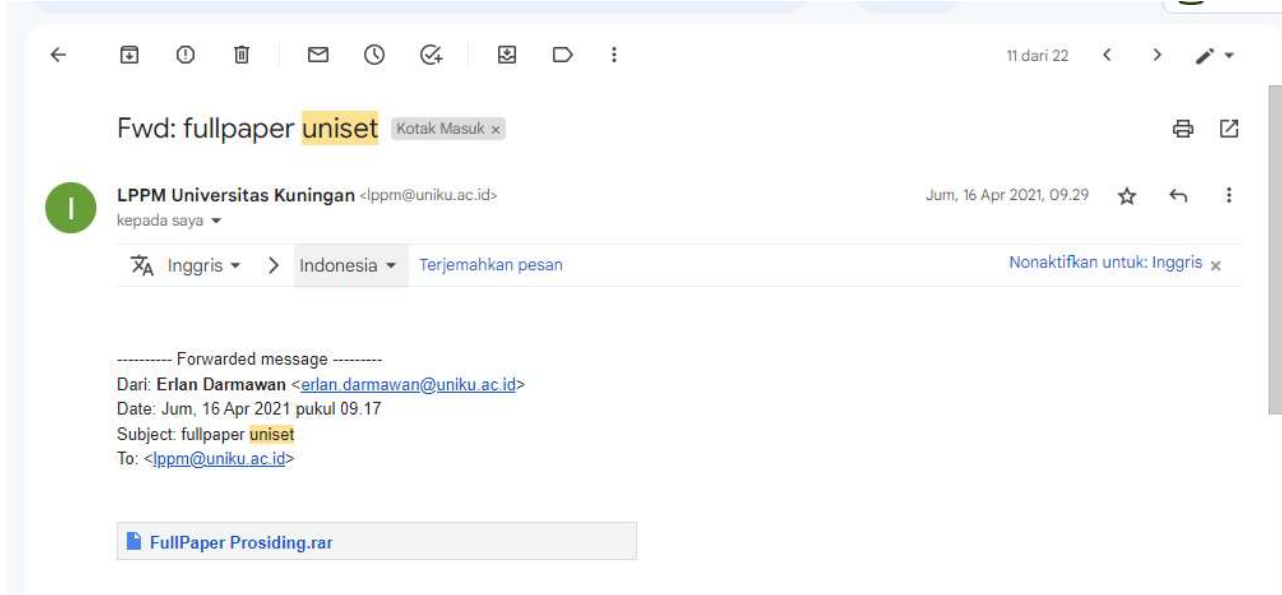 11 dari 22
Fwd: fullpaper uniset Kotak Masuk ×
I
LPPM Universitas Kuningan <lppm@uniku.ac.id>
Jum, 16 Apr 2021, 09.29
kepada saya
Inggris > Indonesia Terjemahkan pesan
Nonaktifkan untuk: Inggris ×
---------- Forwarded message ---------
Dari: Erlan Darmawan <erlan.darmawan@uniku.ac.id>
Date: Jum, 16 Apr 2021 pukul 09.17
Subject: fullpaper uniset
To: <lppm@uniku.ac.id>
FullPaper Prosiding.rar